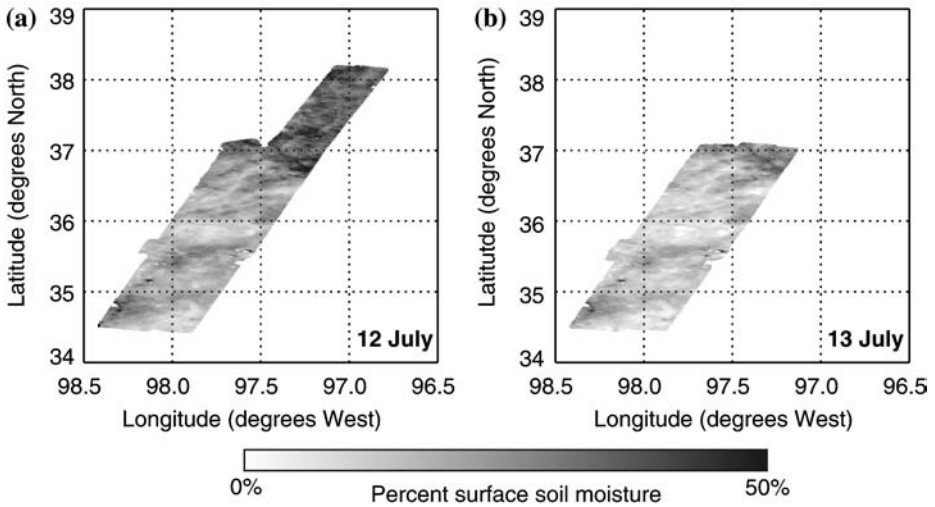 (a)
39
38
37
36
35
34
Latitude (degrees North)
12 July
98.5 98.0 97.5 97.0 96.5
Longitude (degrees West)
(b)
39
38
37
36
35
34
Latitutde (degrees North)
13 July
98.5 98.0 97.5 97.0 96.5
Longitude (degrees West)
0% Percent surface soil moisture 50%